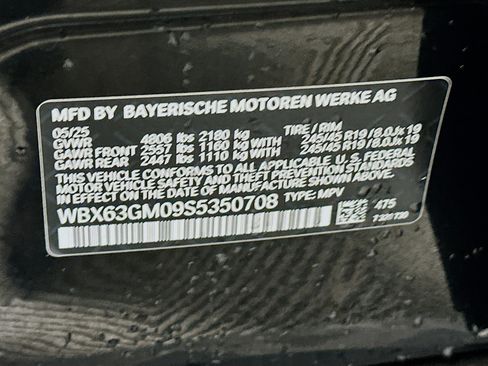 MFD BY BAYERISCHE MOTOREN WERKE AG
05/25
GVWR 4806 lbs 2180 kg TIRE / RIM
GAWR FRONT 2557 lbs 1160 kg 245/45 R19 / 8.0Jx19
GAWR REAR 2447 lbs 1110 kg 245/45 R19 / 8.0Jx19
THIS VEHICLE CONFORMS TO ALL APPLICABLE U.S. FEDERAL
MOTOR VEHICLE SAFETY, BUMPER, AND THEFT PREVENTION STANDARDS
IN EFFECT ON THE DATE OF MANUFACTURE SHOWN ABOVE.
WBX63GM09S5350708 TYPE: MPV
475